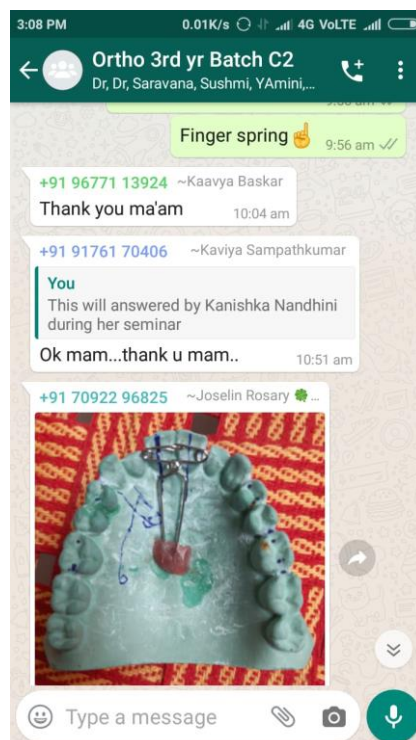 3:08 PM 0.01K/s 4G VoLTE
Ortho 3rd yr Batch C2
Dr, Dr, Saravana, Sushmi, YAmini,...
Finger spring☝ 9:56 am
+91 96771 13924 ~Kaavya Baskar
Thank you ma'am 10:04 am
+91 91761 70406 ~Kaviya Sampathkumar
You
This will answered by Kanishka Nandhini
during her seminar
Ok mam...thank u mam.. 10:51 am
+91 70922 96825 ~Joselin Rosary 🍀...
Type a message